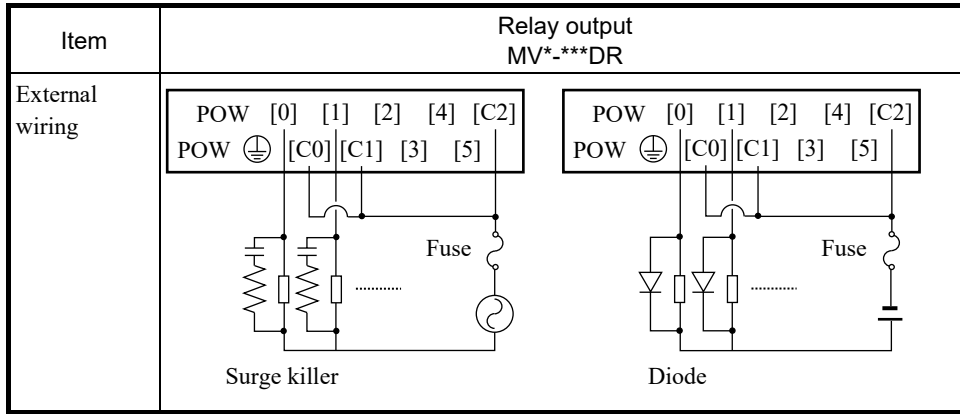 Item
Relay output
MV*-***DR
External
wiring
POW [0] [1] [2] [4] [C2]
POW [C0] [C1] [3] [5]
Fuse
Surge killer
POW [0] [1] [2] [4] [C2]
POW [C0] [C1] [3] [5]
Fuse
Diode